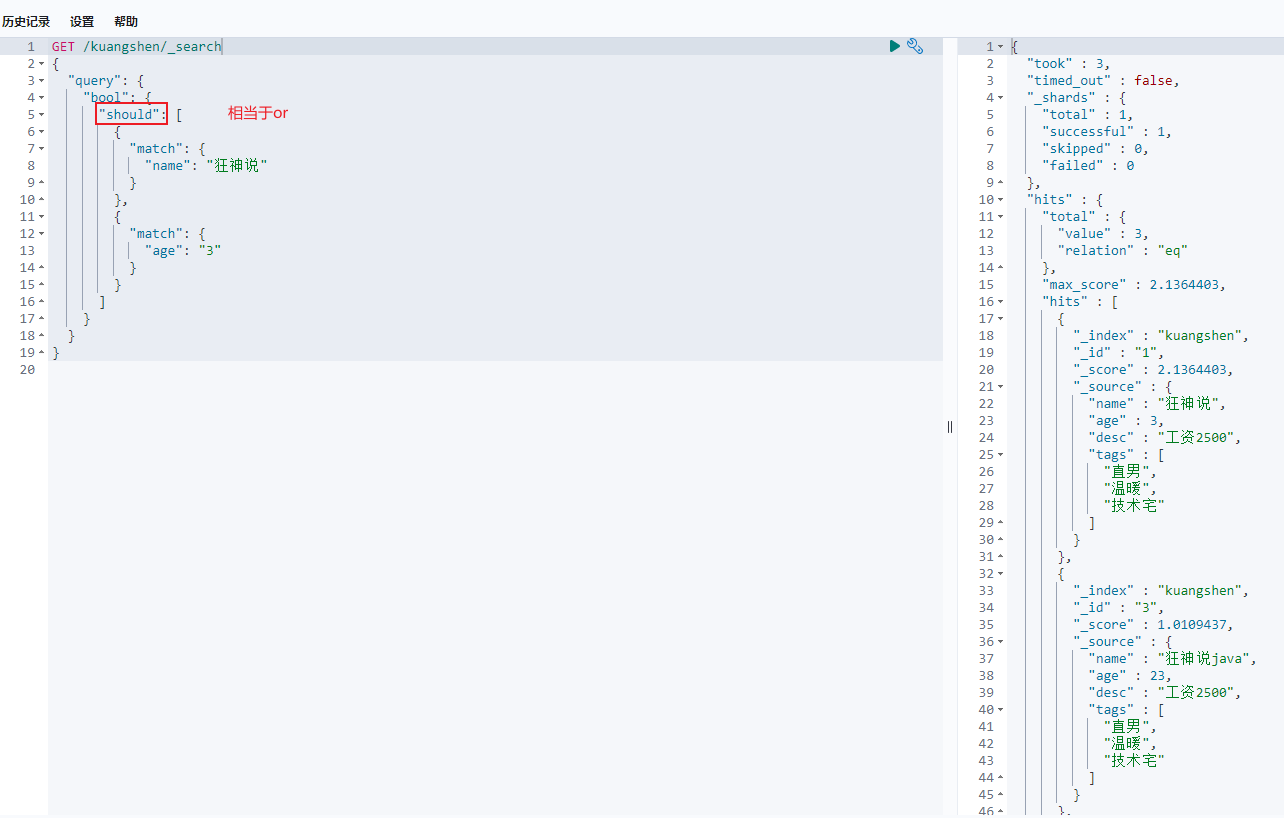 历史记录 设置 帮助
1 GET /kuangshen/_search
2 {
3 "query": {
4 "bool": {
5 "should": [ 相当于or
6 {
7 "match": {
8 "name": "狂神说"
9 }
10 },
11 {
12 "match": {
13 "age": "3"
14 }
15 }
16 ]
17 }
18 }
19 }
20
1 {
2 "took" : 3,
3 "timed_out" : false,
4 "_shards" : {
5 "total" : 1,
6 "successful" : 1,
7 "skipped" : 0,
8 "failed" : 0
9 },
10 "hits" : {
11 "total" : {
12 "value" : 3,
13 "relation" : "eq"
14 },
15 "max_score" : 2.1364403,
16 "hits" : [
17 {
18 "_index" : "kuangshen",
19 "_id" : "1",
20 "_score" : 2.1364403,
21 "_source" : {
22 "name" : "狂神说",
23 "age" : 3,
24 "desc" : "工资2500",
25 "tags" : [
26 "直男",
27 "温暖",
28 "技术宅"
29 ]
30 }
31 },
32 {
33 "_index" : "kuangshen",
34 "_id" : "3",
35 "_score" : 1.0109437,
36 "_source" : {
37 "name" : "狂神说java",
38 "age" : 23,
39 "desc" : "工资2500",
40 "tags" : [
41 "直男",
42 "温暖",
43 "技术宅"
44 ]
45 }
46 },